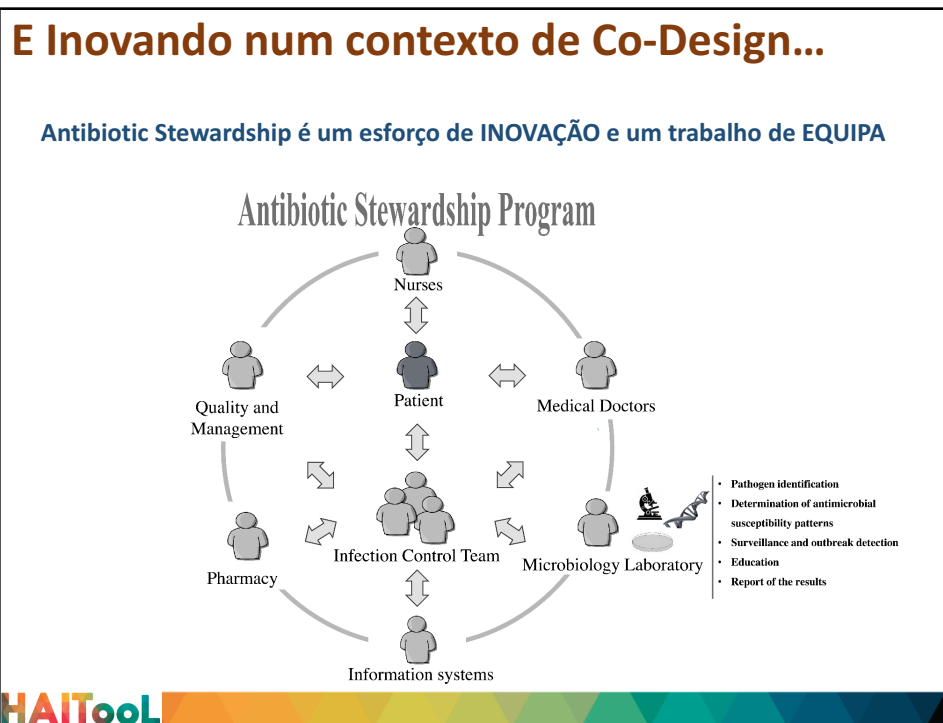 E Inovando num contexto de Co-Design...
Antibiotic Stewardship é um esforço de INOVAÇÃO e um trabalho de EQUIPA
Antibiotic Stewardship Program
Nurses
Quality and
Management
Patient
Medical Doctors
Pharmacy
Infection Control Team
Microbiology Laboratory
• Pathogen identification
• Determination of antimicrobial
susceptibility patterns
• Surveillance and outbreak detection
• Education
• Report of the results
Information systems
HAITooL